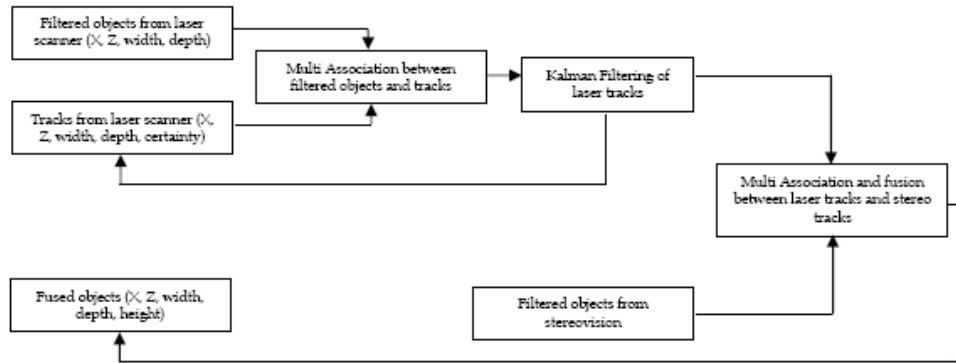 Filtered objects from laser
scanner (X, Z, width, depth)
Multi Association between
filtered objects and tracks
Kalman Filtering of
laser tracks
Tracks from laser scanner (X,
Z, width, depth, certainty)
Multi Association and fusion
between laser tracks and stereo
tracks
Fused objects (X, Z, width,
depth, height)
Filtered objects from
stereovision